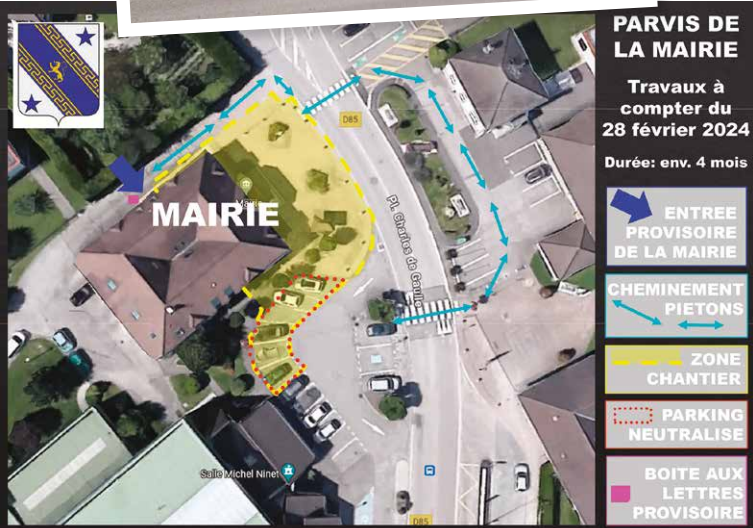 PARVIS DE
LA MAIRIE
Travaux à
compter du
28 février 2024
Durée: env. 4 mois
ENTREE
PROVISOIRE
DE LA MAIRIE
CHEMINEMENT
PIETONS
ZONE
CHANTIER
PARKING
NEUTRALISE
BOITE AUX
LETTRES
PROVISOIRE
D85
MAIRIE
Pl. Charles de Gaulle
Salle Michel Ninet
D85